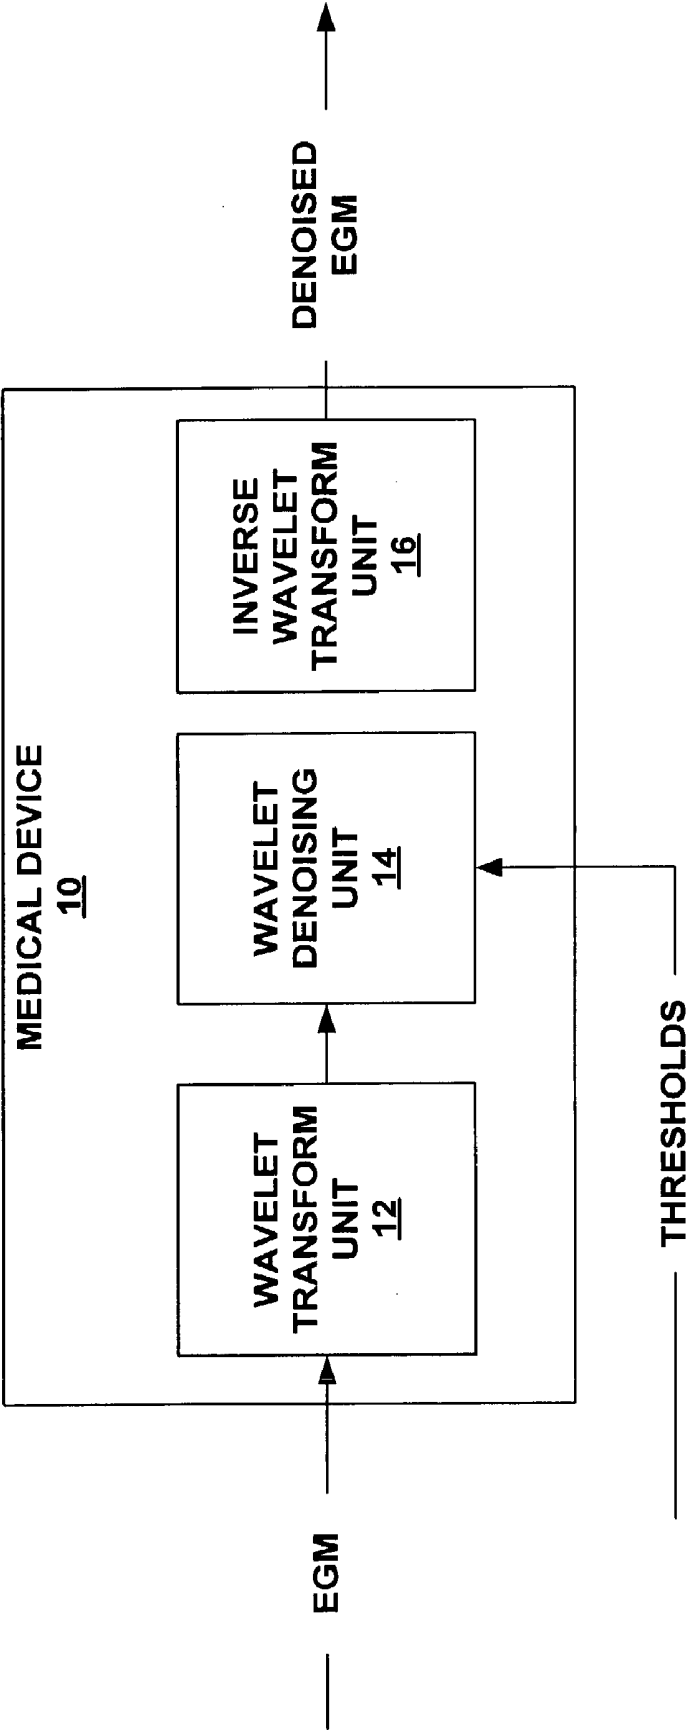 MEDICAL DEVICE
10
EGM
WAVELET
TRANSFORM
UNIT
12
WAVELET
DENOISING
UNIT
14
INVERSE
WAVELET
TRANSFORM
UNIT
16
DENOISED
EGM
THRESHOLDS